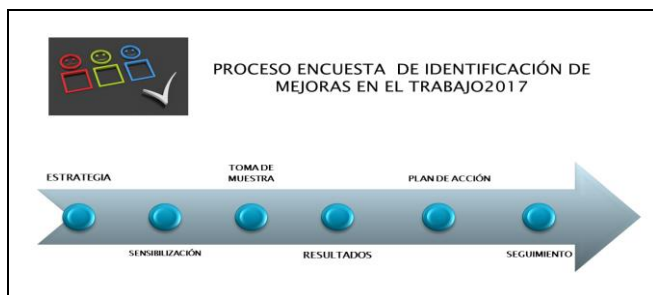 PROCESO ENCUESTA DE IDENTIFICACIÓN DE
MEJORAS EN EL TRABAJO2017
ESTRATEGIA
SENSIBILIZACIÓN
TOMA DE
MUESTRA
RESULTADOS
PLAN DE ACCIÓN
SEGUIMIENTO